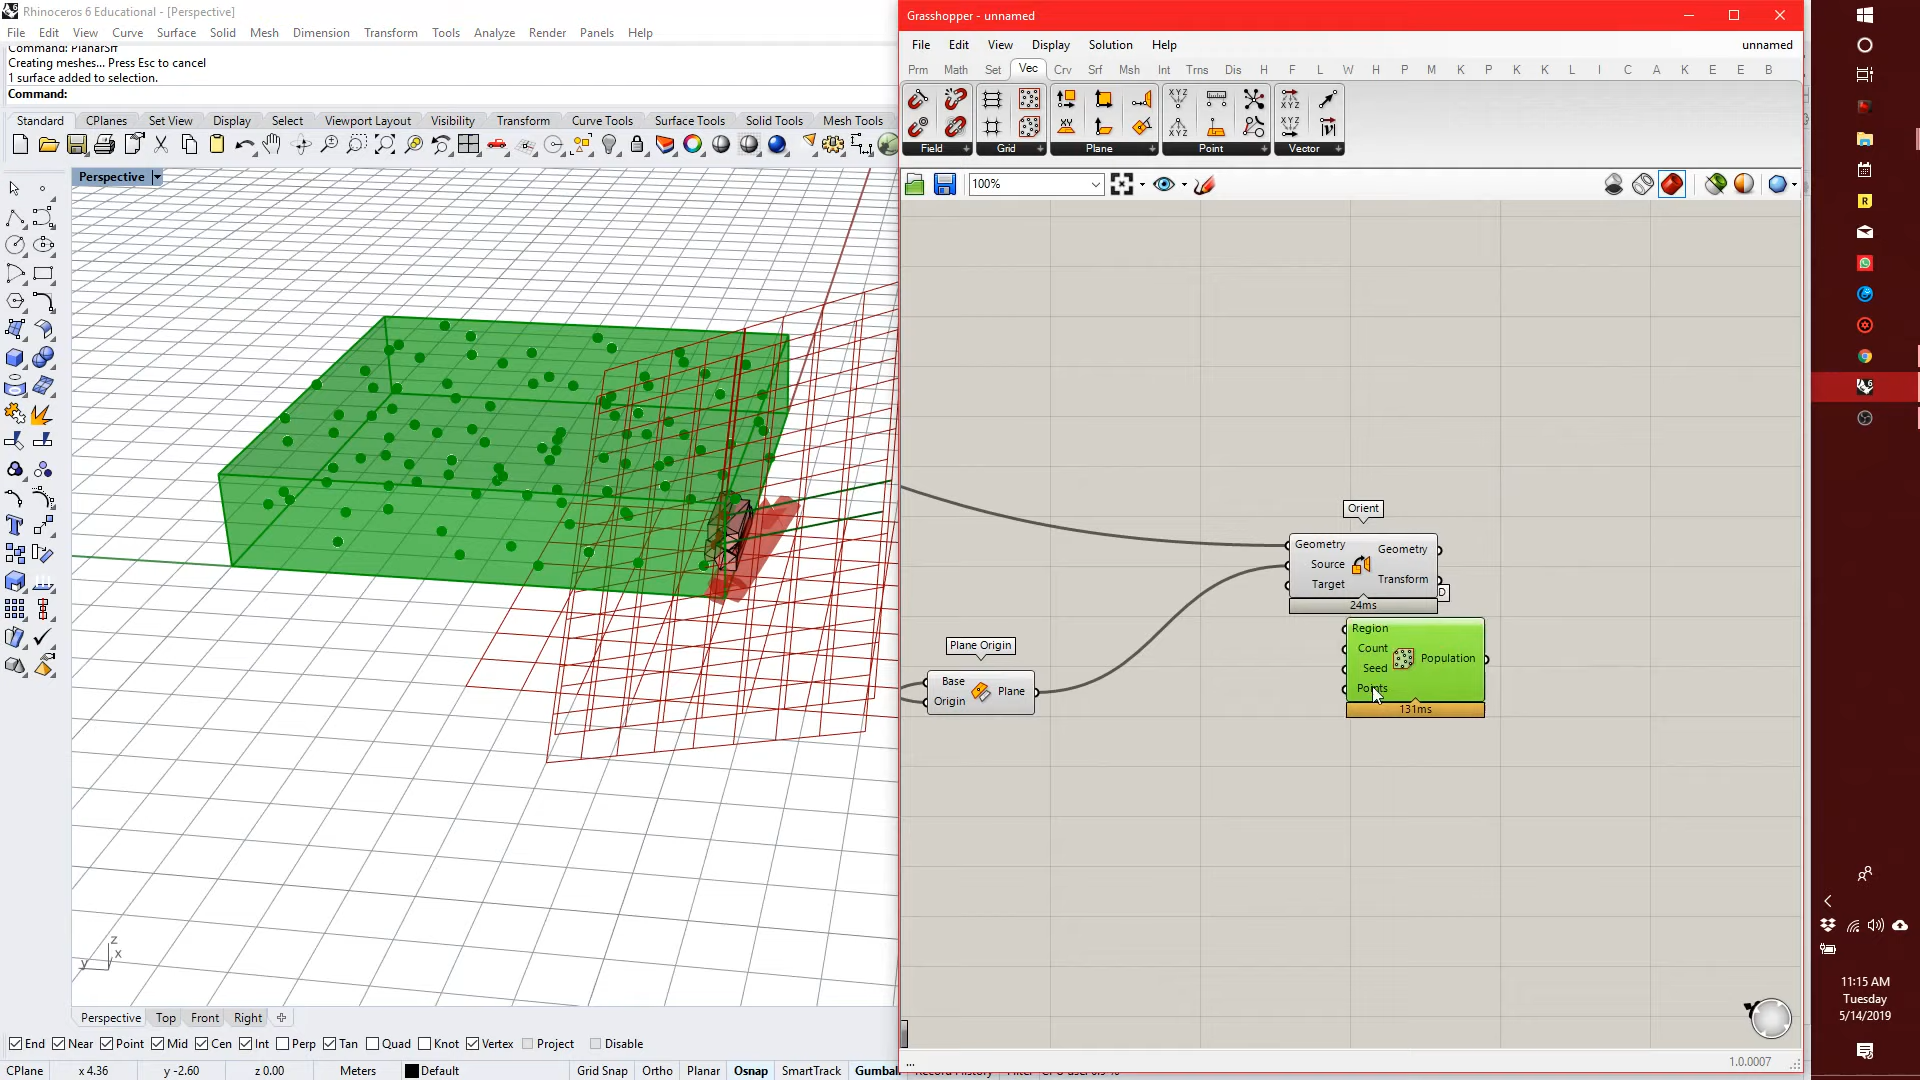 Rhinoceros 6 Educational - [Perspective]
File Edit View Curve Surface Solid Mesh Dimension Transform Tools Analyze Render Panels Help
Command: PlanarSrf
Creating meshes... Press Esc to cancel
1 surface added to selection.
Command:
Standard CPlanes Set View Display Select Viewport Layout Visibility Transform Curve Tools Surface Tools Solid Tools Mesh Tools
Perspective
z
x
y
Perspective Top Front Right
End Near Point Mid Cen Int Perp Tan Quad Knot Vertex Project Disable
CPlane x 4.36 y -2.60 z 0.00 Meters Default Grid Snap Ortho Planar Osnap SmartTrack Gumball
Grasshopper - unnamed
File Edit View Display Solution Help unnamed
Prm Math Set Vec Crv Srf Msh Int Trns Dis H F L W H P M K P K K L I C A K E E B
Field Grid Plane Point Vector
100%
Orient
Geometry Geometry
Source
Transform
Target
D
24ms
Region
Count
Population
Seed
Points
131ms
Plane Origin
Base
Plane
Origin
...
1.0.0007
11:15 AM
Tuesday
5/14/2019